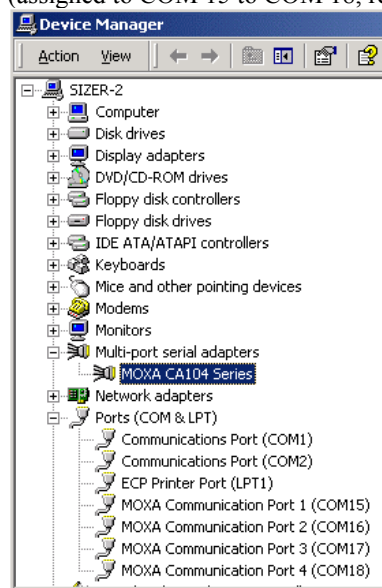 (assigned to COM 15 to COM 18,
Device Manager
Action View
SIZER-2
Computer
Disk drives
Display adapters
DVD/CD-ROM drives
Floppy disk controllers
Floppy disk drives
IDE ATA/ATAPI controllers
Keyboards
Mice and other pointing devices
Modems
Monitors
Multi-port serial adapters
MOXA CA104 Series
Network adapters
Ports (COM & LPT)
Communications Port (COM1)
Communications Port (COM2)
ECP Printer Port (LPT1)
MOXA Communication Port 1 (COM15)
MOXA Communication Port 2 (COM16)
MOXA Communication Port 3 (COM17)
MOXA Communication Port 4 (COM18)